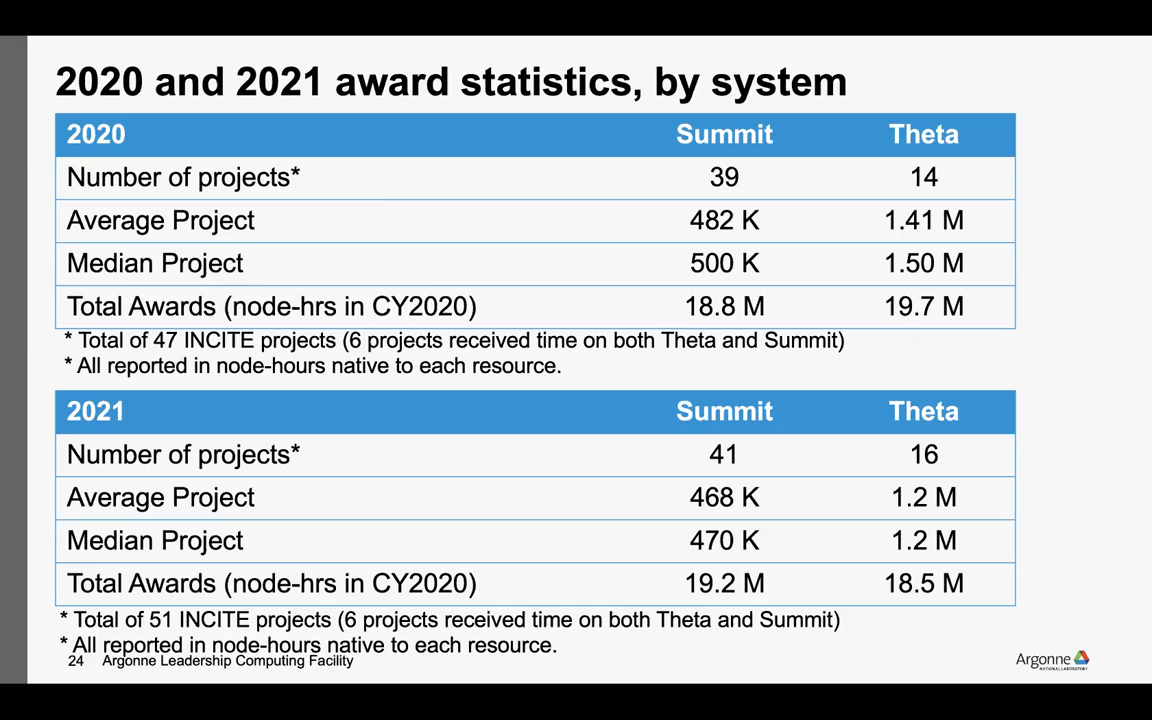 2020 and 2021 award statistics, by system
2020 Summit Theta
Number of projects* 39 14
Average Project 482 K 1.41 M
Median Project 500 K 1.50 M
Total Awards (node-hrs in CY2020) 18.8 M 19.7 M
* Total of 47 INCITE projects (6 projects received time on both Theta and Summit)
* All reported in node-hours native to each resource.
2021 Summit Theta
Number of projects* 41 16
Average Project 468 K 1.2 M
Median Project 470 K 1.2 M
Total Awards (node-hrs in CY2020) 19.2 M 18.5 M
* Total of 51 INCITE projects (6 projects received time on both Theta and Summit)
* All reported in node-hours native to each resource.
24 Argonne Leadership Computing Facility
Argonne
NATIONAL LABORATORY